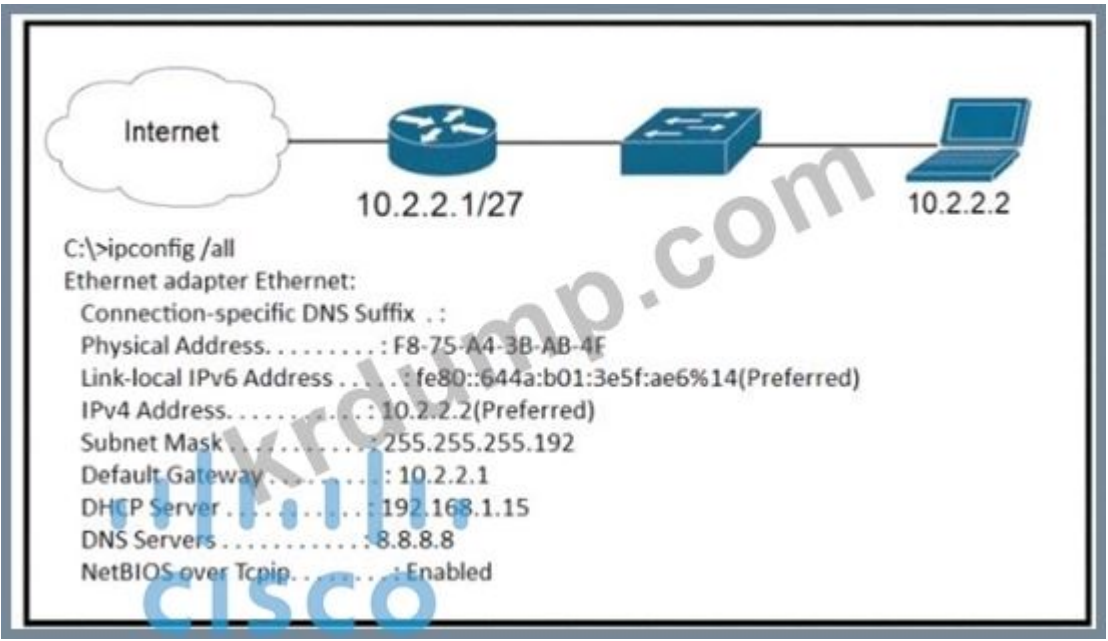 Internet
10.2.2.1/27
10.2.2.2
C:\>ipconfig /all
Ethernet adapter Ethernet:
Connection-specific DNS Suffix . :
Physical Address. . . . . . . . . : F8-75-A4-3B-AB-4F
Link-local IPv6 Address . . . . . : fe80::644a:b01:3e5f:ae6%14(Preferred)
IPv4 Address. . . . . . . . . . . : 10.2.2.2(Preferred)
Subnet Mask . . . . . . . . . . . : 255.255.255.192
Default Gateway . . . . . . . . . : 10.2.2.1
DHCP Server . . . . . . . . . . . : 192.168.1.15
DNS Servers . . . . . . . . . . . : 8.8.8.8
NetBIOS over Tcpip. . . . . . . . : Enabled
krdump.com
CISCO